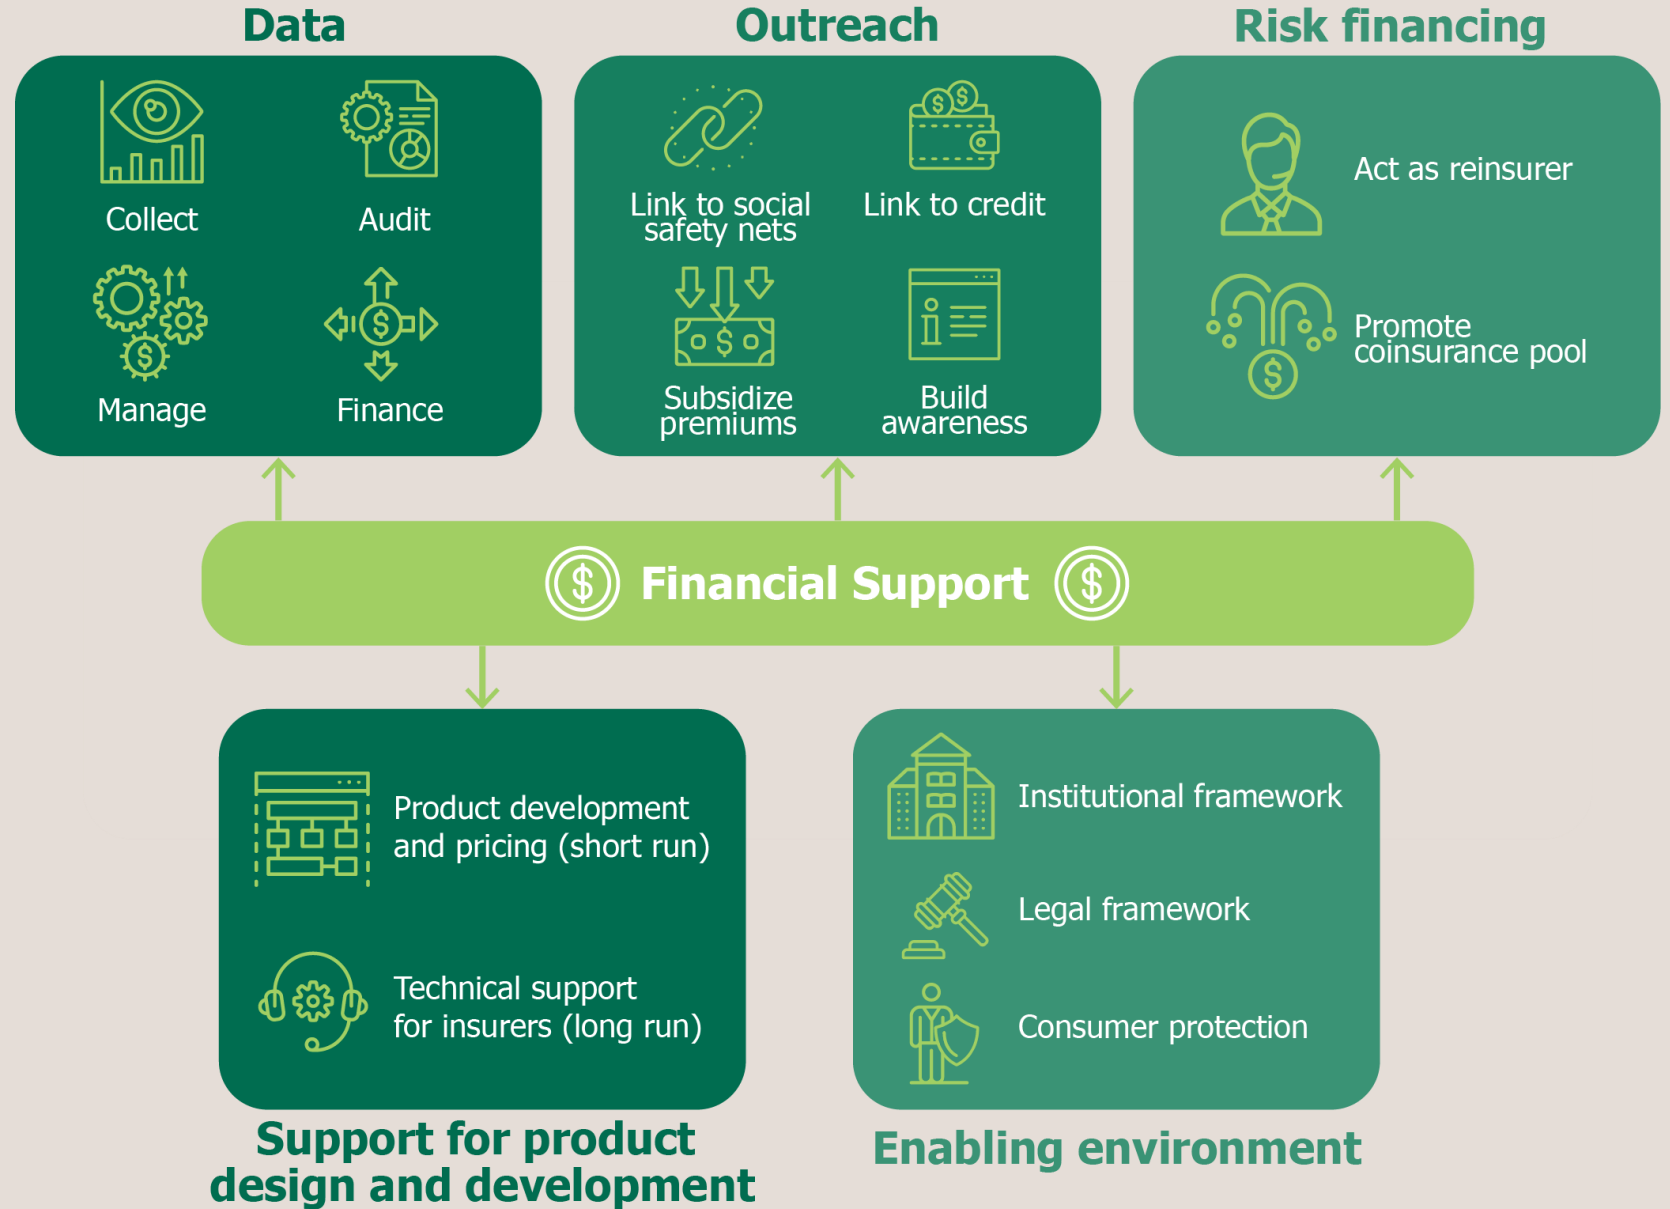 Data
Collect
Audit
Manage
Finance
Outreach
Link to social
safety nets
Link to credit
Subsidize
premiums
Build
awareness
Risk financing
Act as reinsurer
Promote
coinsurance pool
Financial Support
Product development
and pricing (short run)
Technical support
for insurers (long run)
Support for product
design and development
Institutional framework
Legal framework
Consumer protection
Enabling environment